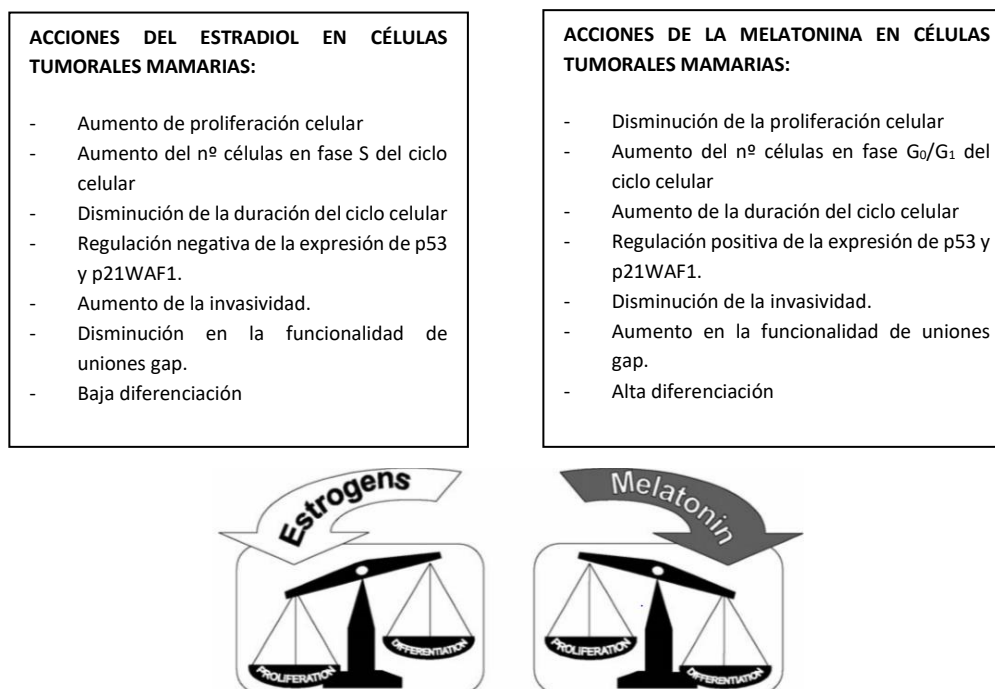 ACCIONES DEL ESTRADIOL EN CÉLULAS
TUMORALES MAMARIAS:
- Aumento de proliferación celular
- Aumento del nº células en fase S del ciclo
celular
- Disminución de la duración del ciclo celular
- Regulación negativa de la expresión de p53
y p21WAF1.
- Aumento de la invasividad.
- Disminución en la funcionalidad de
uniones gap.
- Baja diferenciación
ACCIONES DE LA MELATONINA EN CÉLULAS
TUMORALES MAMARIAS:
- Disminución de la proliferación celular
- Aumento del nº células en fase G₀/G₁ del
ciclo celular
- Aumento de la duración del ciclo celular
- Regulación positiva de la expresión de p53 y
p21WAF1.
- Disminución de la invasividad.
- Aumento en la funcionalidad de uniones
gap.
- Alta diferenciación
Estrogens
Melatonin
PROLIFERATION
DIFFERENTIATION
PROLIFERATION
DIFFERENTIATION